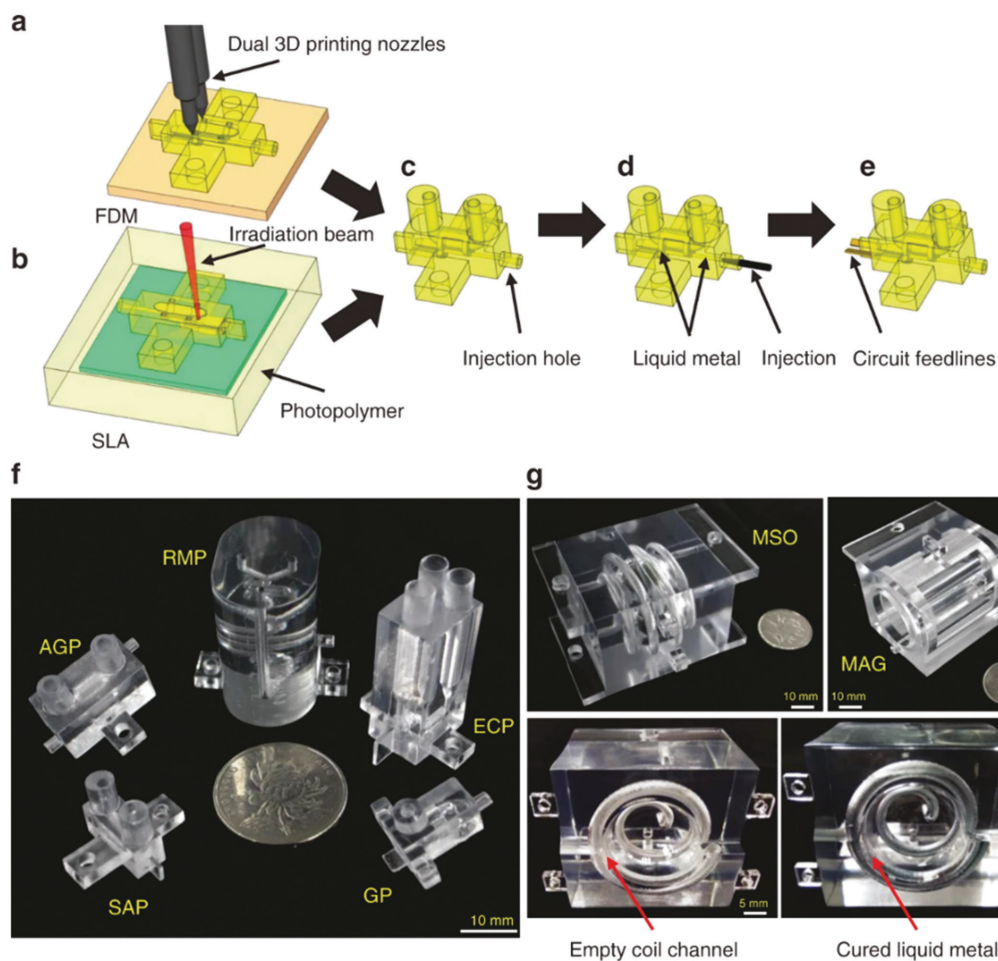 a
Dual 3D printing nozzles
FDM
b
Irradiation beam
Photopolymer
SLA
c
Injection hole
d
Liquid metal
Injection
e
Circuit feedlines
f
RMP
AGP
ECP
SAP
GP
10 mm
g
MSO
10 mm
MAG
10 mm
5 mm
Empty coil channel
Cured liquid metal